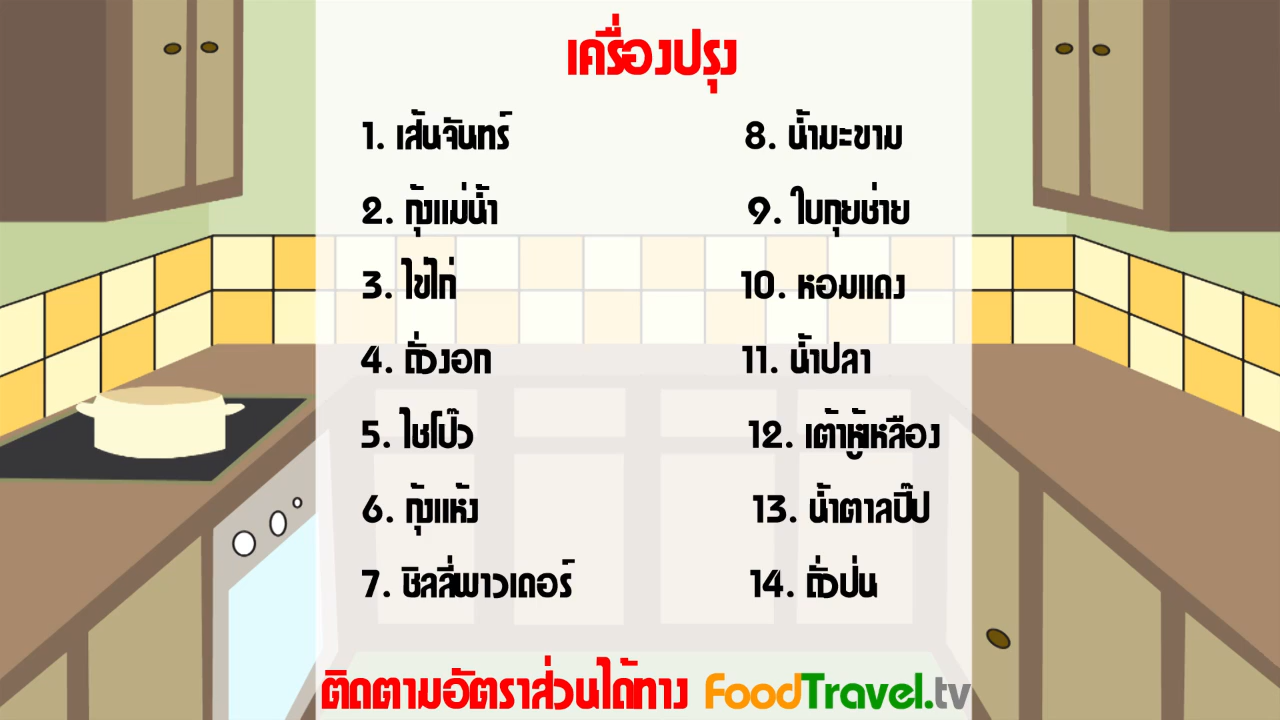 เครื่องปรุง
1. เส้นจันทร์
2. กุ้งแม่น้ำ
3. ไข่ไก่
4. ถั่วงอก
5. ไชโป๊ว
6. กุ้งแห้ง
7. ชิลลี่พาวเดอร์
8. น้ำมะขาม
9. ใบกุยช่าย
10. หอมแดง
11. น้ำปลา
12. เต้าหู้เหลือง
13. น้ำตาลปี๊ป
14. ถั่วป่น
ติดตามอัตราส่วนได้ทาง FoodTravel.tv